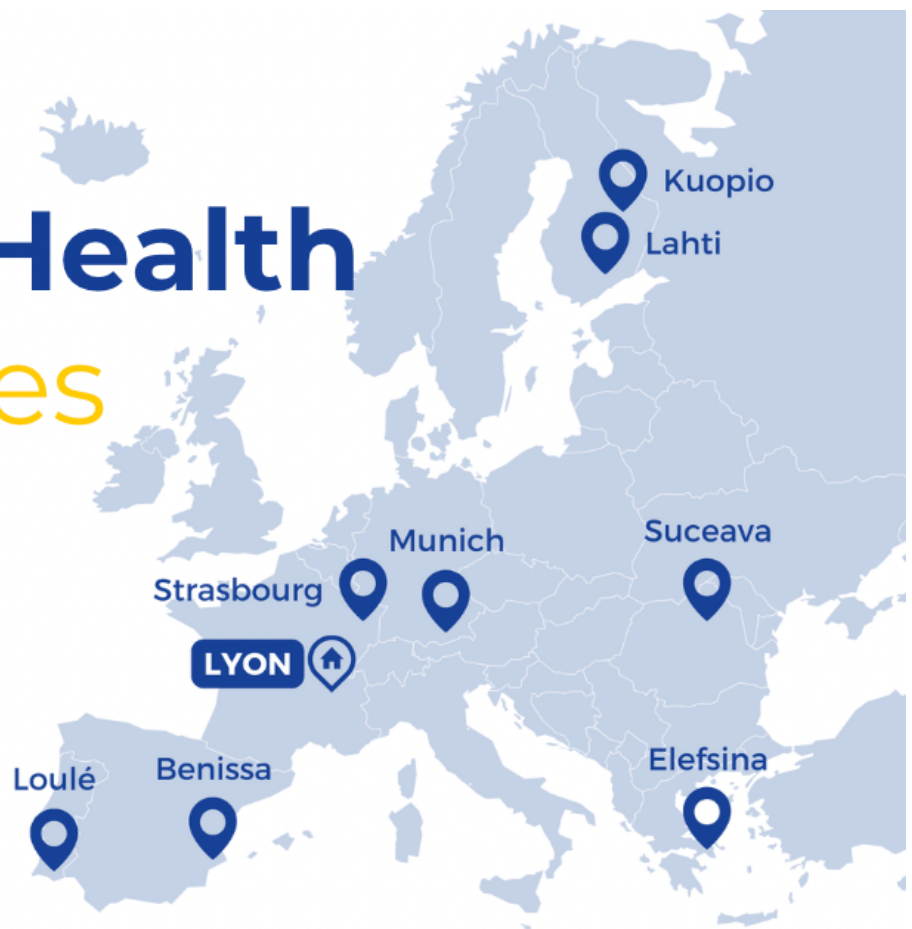 Kuopio
Health
Lahti
es
Munich
Suceava
Strasbourg
LYON
Loulé
Benissa
Elefsina